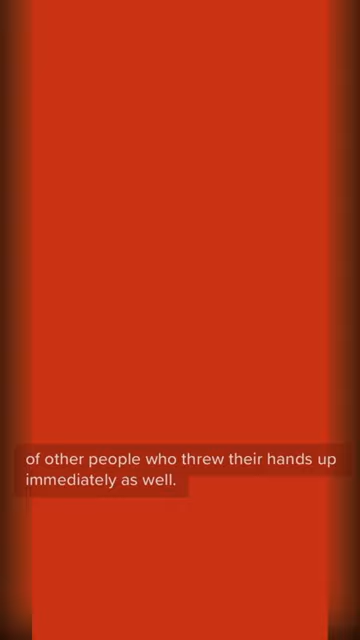 of other people who threw their hands up
immediately as well.